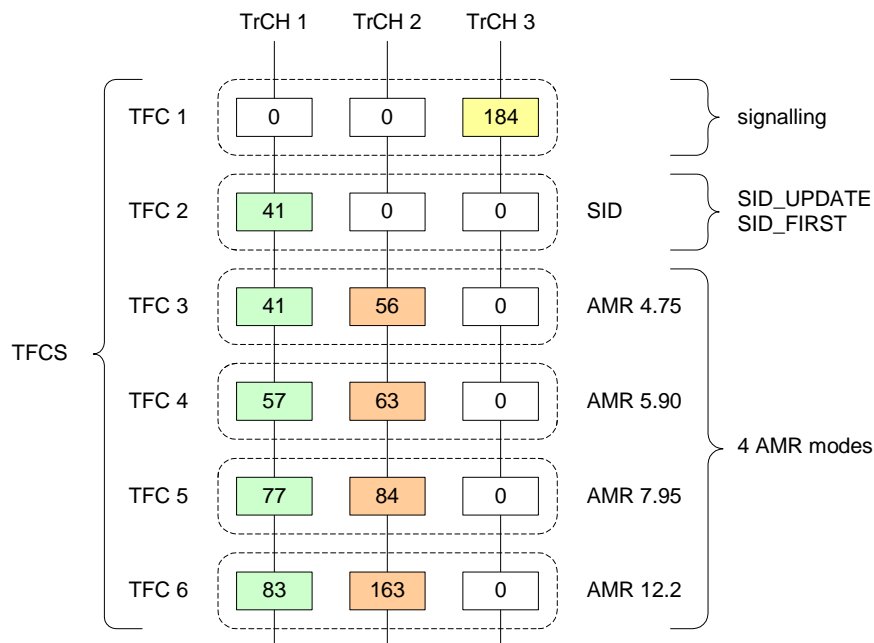 TrCH 1 TrCH 2 TrCH 3
TFC 1 0 0 184 signalling
TFC 2 41 0 0 SID SID_UPDATE
SID_FIRST
TFC 3 41 56 0 AMR 4.75
TFCS
TFC 4 57 63 0 AMR 5.90
4 AMR modes
TFC 5 77 84 0 AMR 7.95
TFC 6 83 163 0 AMR 12.2